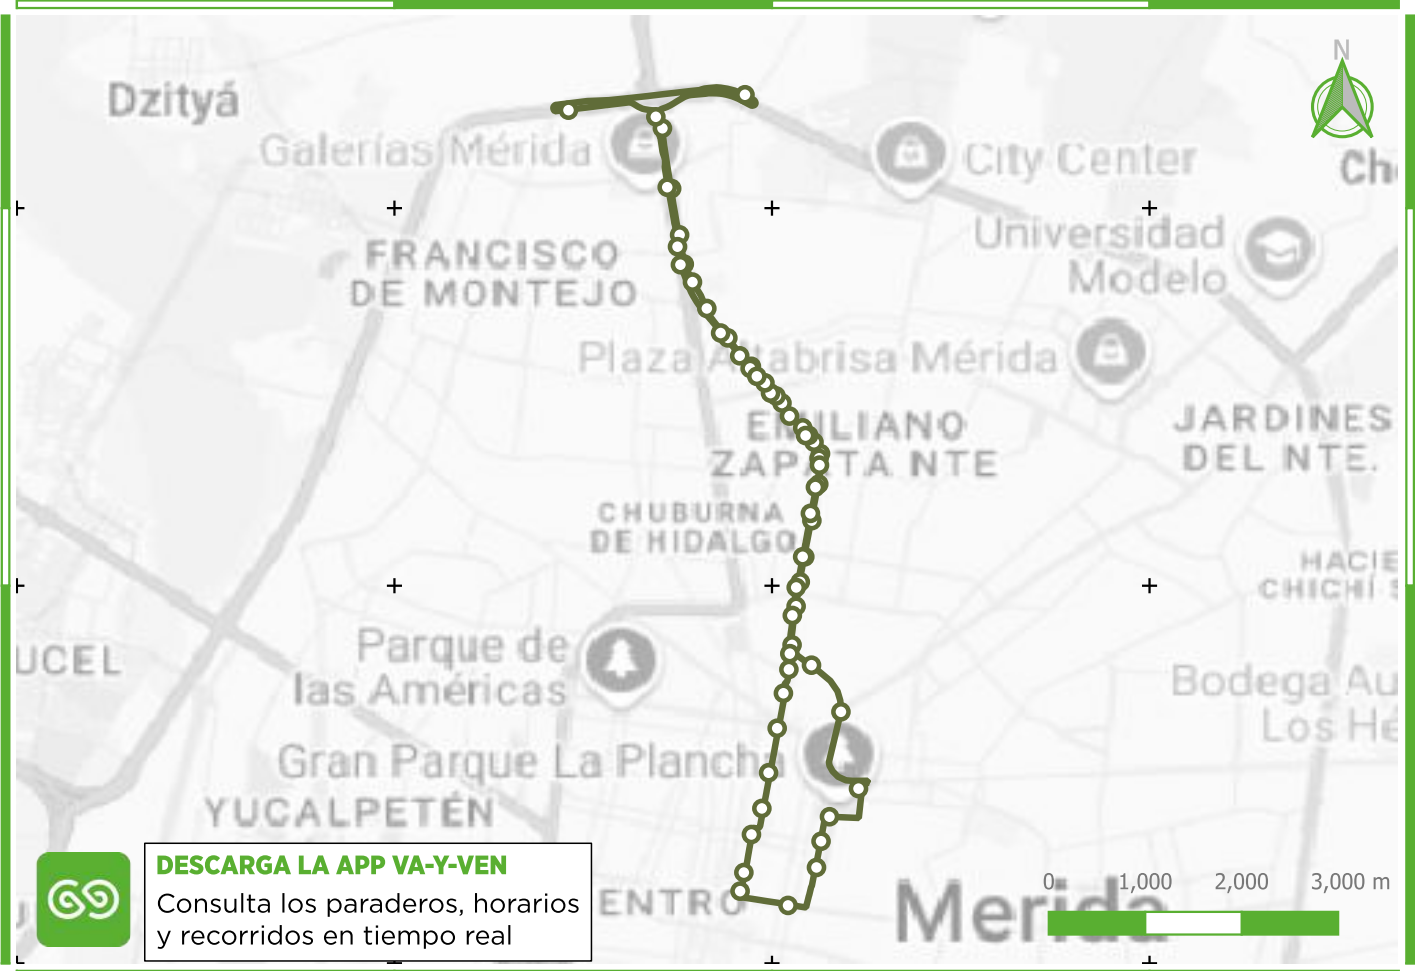 N
Dzityá
Galerías Mérida
City Center
Ch
Universidad
Modelo
FRANCISCO
DE MONTEJO
Plaza Altabrisa Mérida
EMILIANO
ZAPATA NTE
JARDINES
DEL NTE.
CHUBURNA
DE HIDALGO
HACIE
CHICHÍ S
Parque de
las Américas
UCEL
Bodega Au
Los Hé
Gran Parque La Plancha
YUCALPETÉN
DESCARGA LA APP VA-Y-VEN
Consulta los paraderos, horarios
y recorridos en tiempo real
ENTRO
Merida
0 1,000 2,000 3,000 m